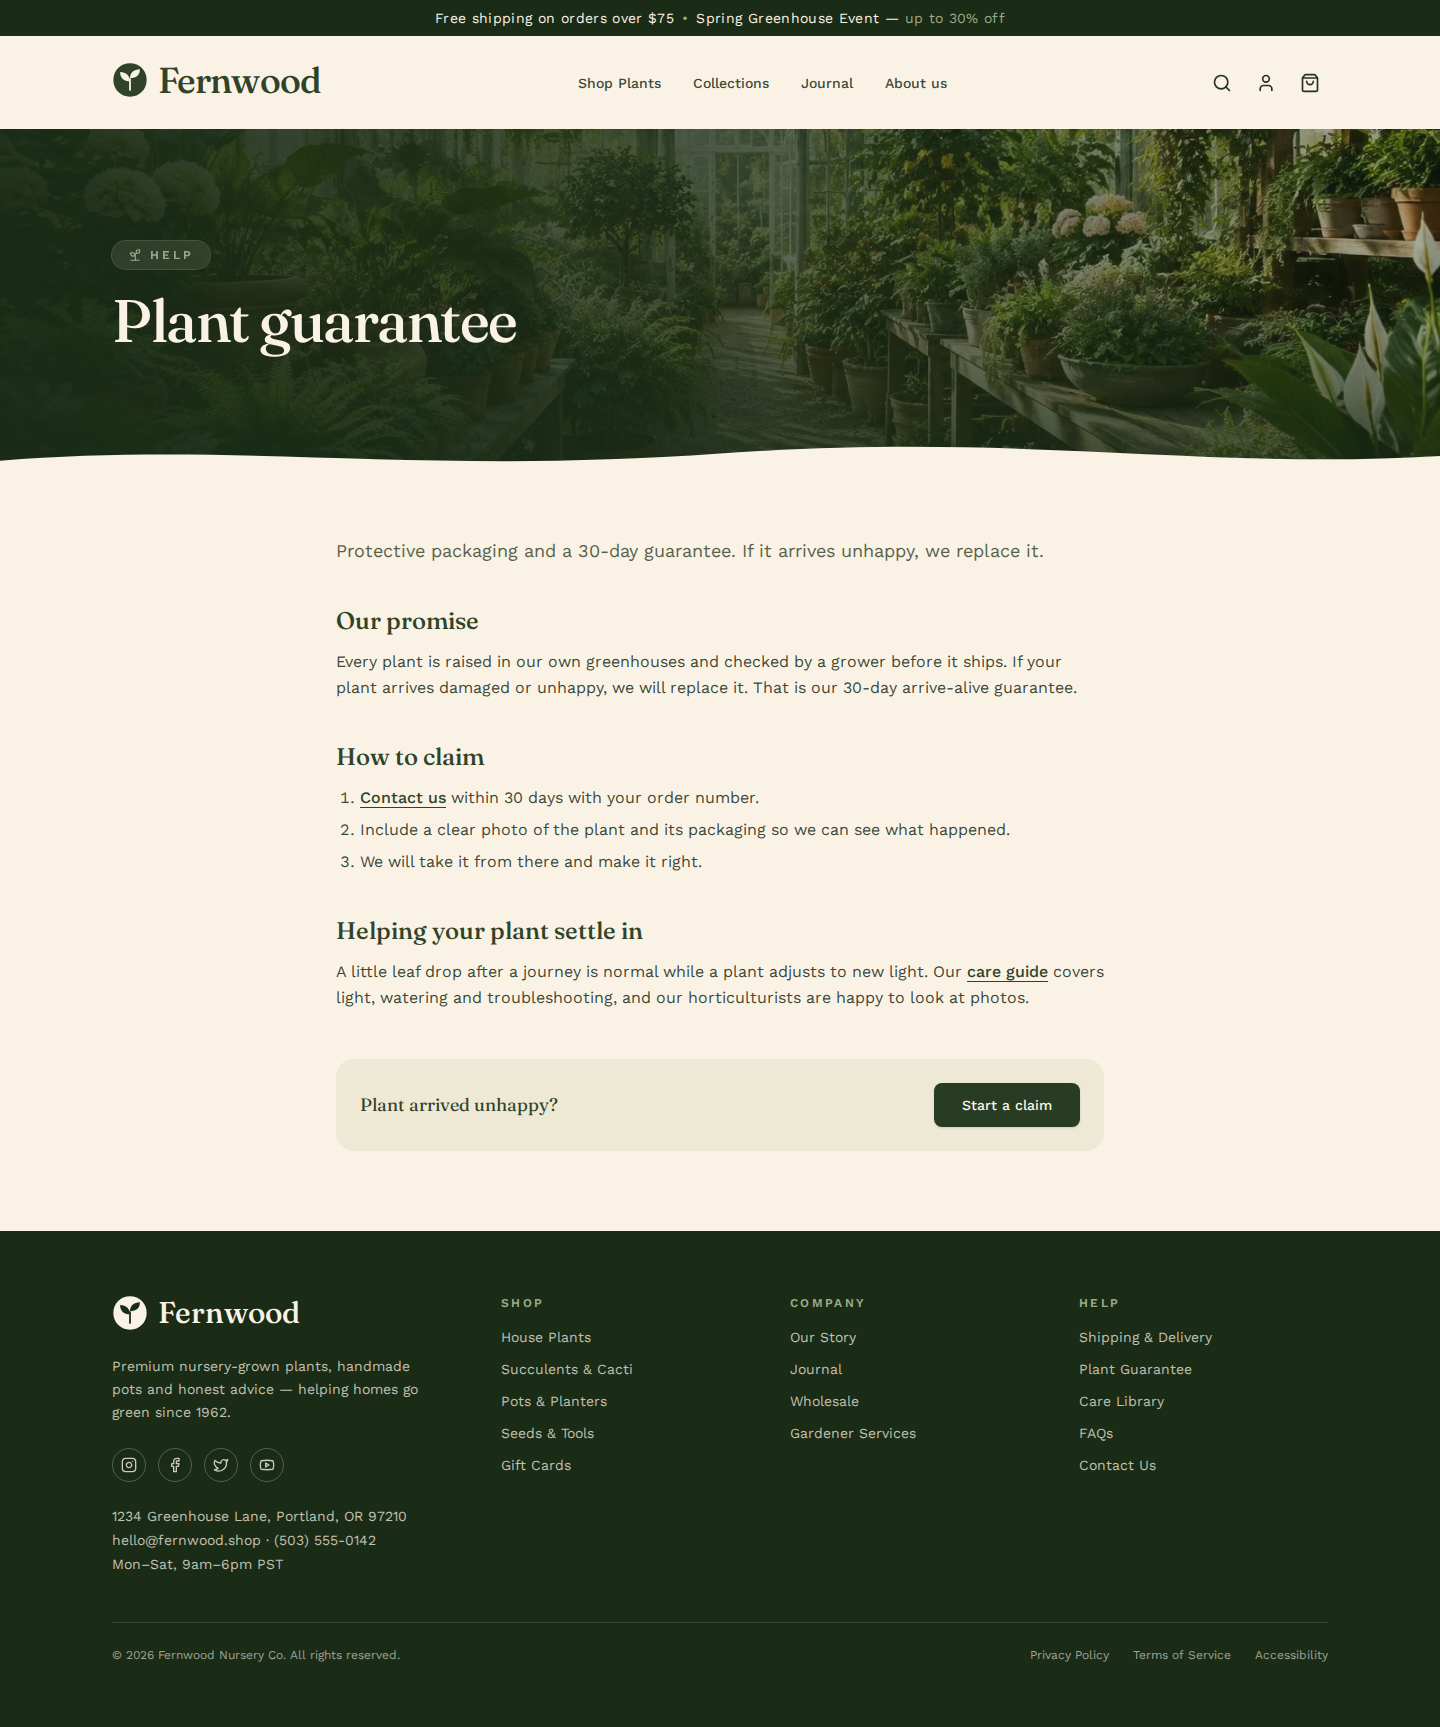 Free shipping on orders over $75 • Spring Greenhouse Event — up to 30% off
Fernwood
Shop Plants Collections Journal About us
HELP
Plant guarantee
Protective packaging and a 30-day guarantee. If it arrives unhappy, we replace it.
Our promise
Every plant is raised in our own greenhouses and checked by a grower before it ships. If your
plant arrives damaged or unhappy, we will replace it. That is our 30-day arrive-alive guarantee.
How to claim
1. Contact us within 30 days with your order number.
2. Include a clear photo of the plant and its packaging so we can see what happened.
3. We will take it from there and make it right.
Helping your plant settle in
A little leaf drop after a journey is normal while a plant adjusts to new light. Our care guide covers
light, watering and troubleshooting, and our horticulturists are happy to look at photos.
Plant arrived unhappy?
Start a claim
Fernwood
Premium nursery-grown plants, handmade
pots and honest advice — helping homes go
green since 1962.
1234 Greenhouse Lane, Portland, OR 97210
hello@fernwood.shop · (503) 555-0142
Mon–Sat, 9am–6pm PST
SHOP
House Plants
Succulents & Cacti
Pots & Planters
Seeds & Tools
Gift Cards
COMPANY
Our Story
Journal
Wholesale
Gardener Services
HELP
Shipping & Delivery
Plant Guarantee
Care Library
FAQs
Contact Us
© 2026 Fernwood Nursery Co. All rights reserved.
Privacy Policy Terms of Service Accessibility